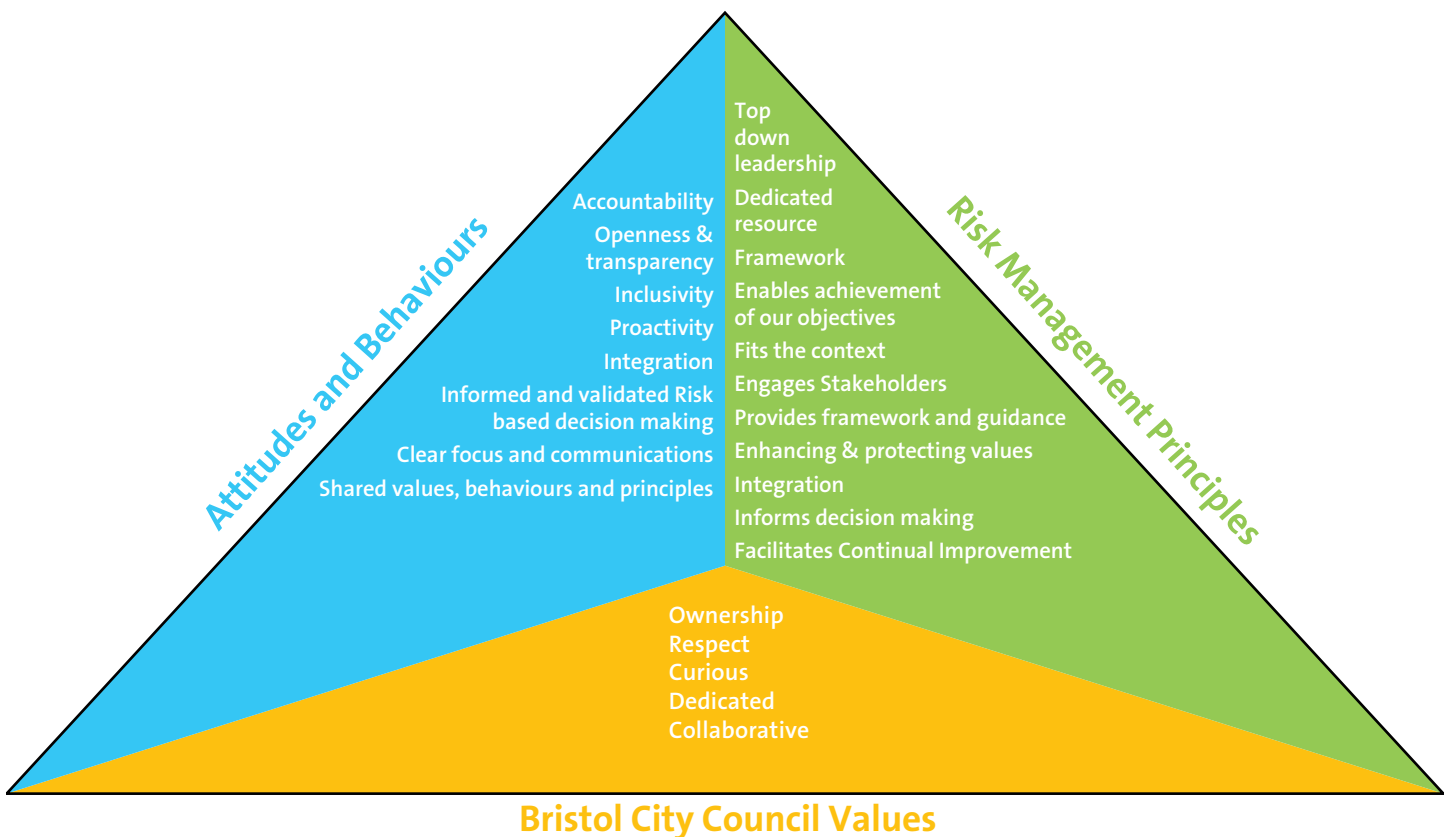 Attitudes and Behaviours
Accountability
Openness &
transparency
Inclusivity
Proactivity
Integration
Informed and validated Risk
based decision making
Clear focus and communications
Shared values, behaviours and principles
Top
down
leadership
Dedicated
resource
Framework
Enables achievement
of our objectives
Fits the context
Engages Stakeholders
Provides framework and guidance
Enhancing & protecting values
Integration
Informs decision making
Facilitates Continual Improvement
Risk Management Principles
Ownership
Respect
Curious
Dedicated
Collaborative
Bristol City Council Values